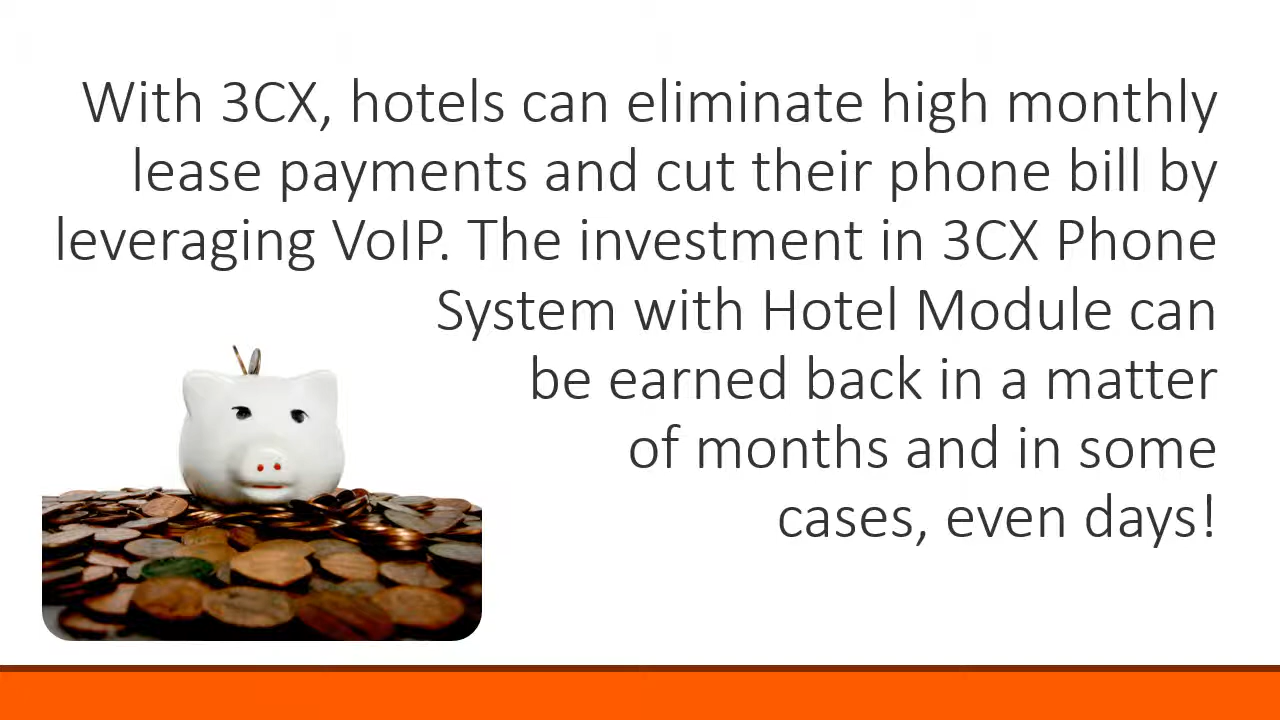 With 3CX, hotels can eliminate high monthly
lease payments and cut their phone bill by
leveraging VoIP. The investment in 3CX Phone
System with Hotel Module can
be earned back in a matter
of months and in some
cases, even days!